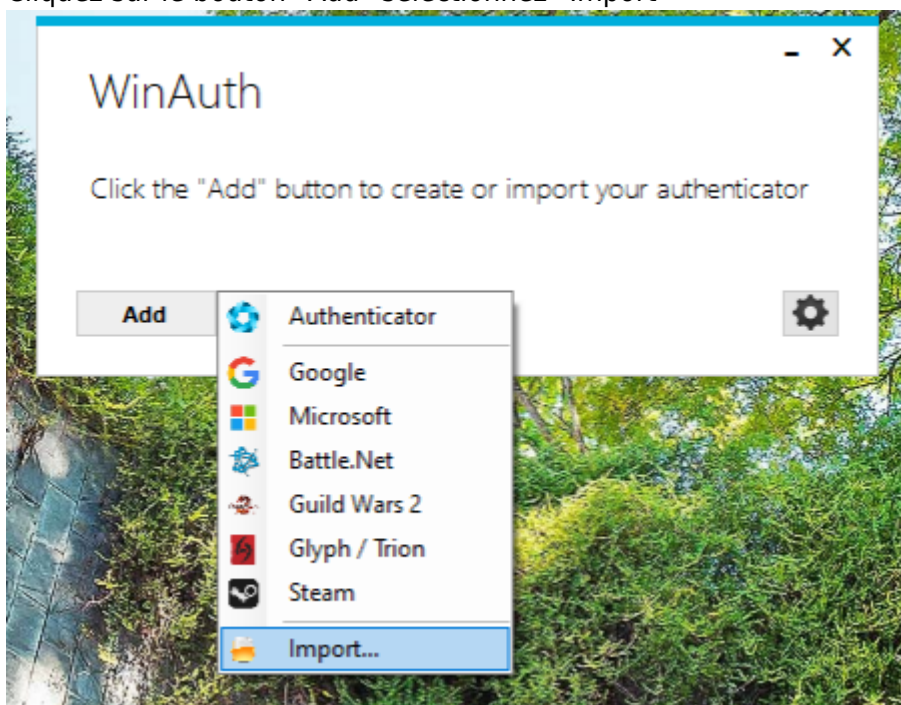 WinAuth
Click the "Add" button to create or import your authenticator
Add
Authenticator
Google
Microsoft
Battle.Net
Guild Wars 2
Glyph / Trion
Steam
Import...